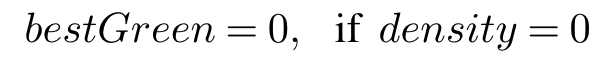 bestGreen = 0, if density = 0